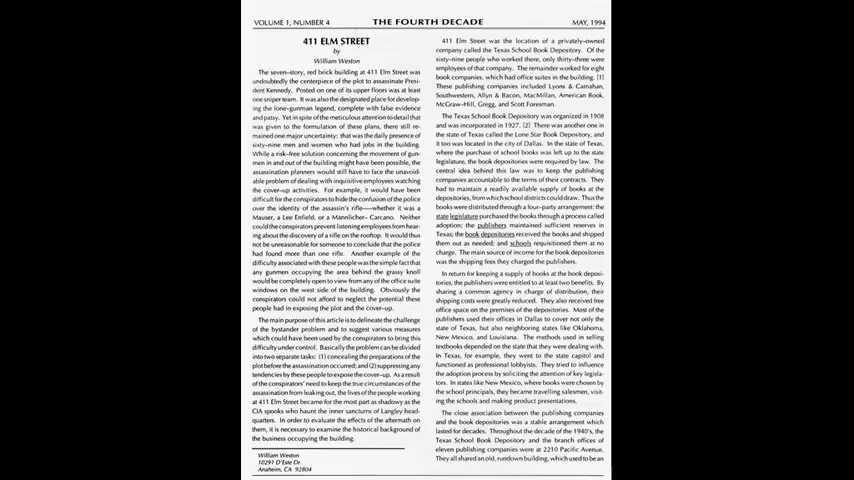 VOLUME 1, NUMBER 4 THE FOURTH DECADE MAY, 1994
411 ELM STREET
by
William Weston
The seven-story, red brick building at 411 Elm Street was
undoubtedly the centerpiece of the plot to assassinate Presi-
dent Kennedy. Posted on one of its upper floors was at least
one sniper team. It was also the designated place for develop-
ing the lone-gunman legend, complete with false evidence
and patsy. Yet in spite of the meticulous attention to detail that
was given to the formulation of these plans, there still re-
mained one major uncertainty: that was the daily presence of
sixty-nine men and women who had jobs in the building.
While a risk-free solution concerning the movement of gun-
men in and out of the building might have been possible, the
assassination planners would still have to face the unavoid-
able problem of dealing with inquisitive employees watching
the cover-up activities. For example, it would have been
difficult for the conspirators to hide the confusion of the police
over the identity of the assassin's rifle—whether it was a
Mauser, a Lee Enfield, or a Mannlicher- Carcano. Neither
could the conspirators prevent listening employees from hear-
ing about the discovery of a rifle on the rooftop. It would thus
not be unreasonable for someone to conclude that the police
had found more than one rifle. Another example of the
difficulty associated with these people was the simple fact that
any gunmen occupying the area behind the grassy knoll
would be completely open to view from any of the office suite
windows on the west side of the building. Obviously the
conspirators could not afford to neglect the potential these
people had in exposing the plot and the cover-up.
The main purpose of this article is to delineate the challenge
of the bystander problem and to suggest various measures
which could have been used by the conspirators to bring this
difficulty under control. Basically the problem can be divided
into two separate tasks: (1) concealing the preparations of the
plot before the assassination occured; and (2) suppressing any
tendencies by these people to expose the cover-up. As a result
of the conspirators' need to keep the true circumstances of the
assassination from leaking out, the lives of the people working
at 411 Elm Street became for the most part as shadowy as the
CIA spooks who haunt the inner sanctums of Langley head-
quarters. In order to evaluate the effects of the aftermath on
them, it is necessary to examine the historical background of
the business occupying the building.
William Weston
10291 D'Este Dr.
Anaheim, CA 92804
411 Elm Street was the location of a privately-owned
company called the Texas School Book Depository. Of the
sixty-nine people who worked there, only thirty-three were
employees of that company. The remainder worked for eight
book companies, which had office suites in the building. [1]
These publishing companies included Lyons & Carnahan,
Southwestern, Allyn & Bacon, MacMillan, American Book,
McGraw-Hill, Gregg, and Scott Foresman.
The Texas School Book Depository was organized in 1908
and was incorporated in 1927. [2] There was another one in
the state of Texas called the Lone Star Book Depository, and
it too was located in the city of Dallas. In the state of Texas,
where the purchase of school books was left up to the state
legislature, the book depositories were required by law. The
central idea behind this law was to keep the publishing
companies accountable to the terms of their contracts. They
had to maintain a readily available supply of books at the
depositories, from which school districts could draw. Thus the
books were distributed through a four-party arrangement: the
state legislature purchased the books through a process called
adoption; the publishers maintained sufficient reserves in
Texas; the book depositories received the books and shipped
them out as needed; and schools requisitioned them at no
charge. The main source of income for the book depositories
was the shipping fees they charged the publishers.
In return for keeping a supply of books at the book deposi-
tories, the publishers were entitled to at least two benefits. By
sharing a common agency in charge of distribution, their
shipping costs were greatly reduced. They also received free
office space on the premises of the depositories. Most of the
publishers used their offices in Dallas to cover not only the
state of Texas, but also neighboring states like Oklahoma,
New Mexico, and Louisiana. The methods used in selling
textbooks depended on the state that they were dealing with.
In Texas, for example, they went to the state capitol and
functioned as professional lobbyists. They tried to influence
the adoption process by soliciting the attention of key legisla-
tors. In states like New Mexico, where books were chosen by
the school principals, they became travelling salesmen, visit-
ing the schools and making product presentations.
The close association between the publishing companies
and the book depositories was a stable arrangement which
lasted for decades. Throughout the decade of the 1940's, the
Texas School Book Depository and the branch offices of
eleven publishing companies were at 2210 Pacific Avenue.
They all shared an old, rundown building, which used to be an